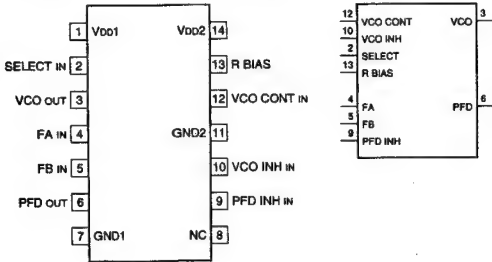 1 VDD1 VDD2 14
SELECT IN 2 13 R BIAS
VCO OUT 3 12 VCO CONT IN
FA IN 4 GND2 11
FB IN 5 10 VCO INH IN
PFD OUT 6 9 PFD INH IN
7 GND1 NC 8
12 VCO CONT VCO 3
10 VCO INH
2 SELECT
13 R BIAS
4 FA PFD 6
5 FB
9 PFD INH